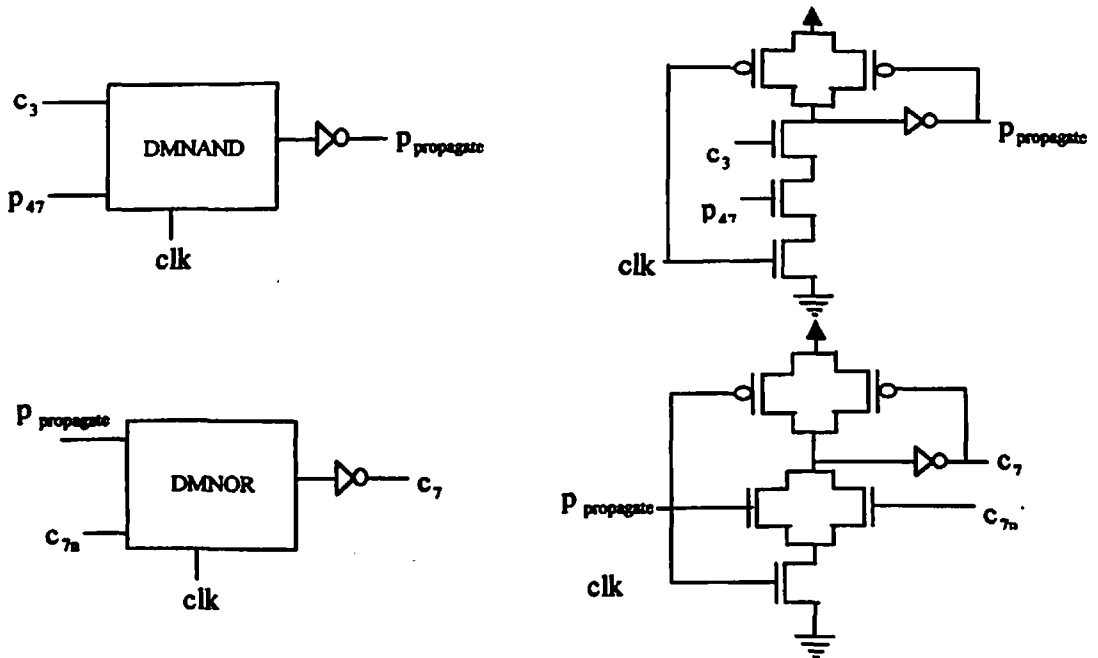 c3
DMNAND
p propagate
p47
clk
c3
p propagate
p47
clk
p propagate
DMNOR
c7
c7n
clk
c7
p propagate
c7n
clk